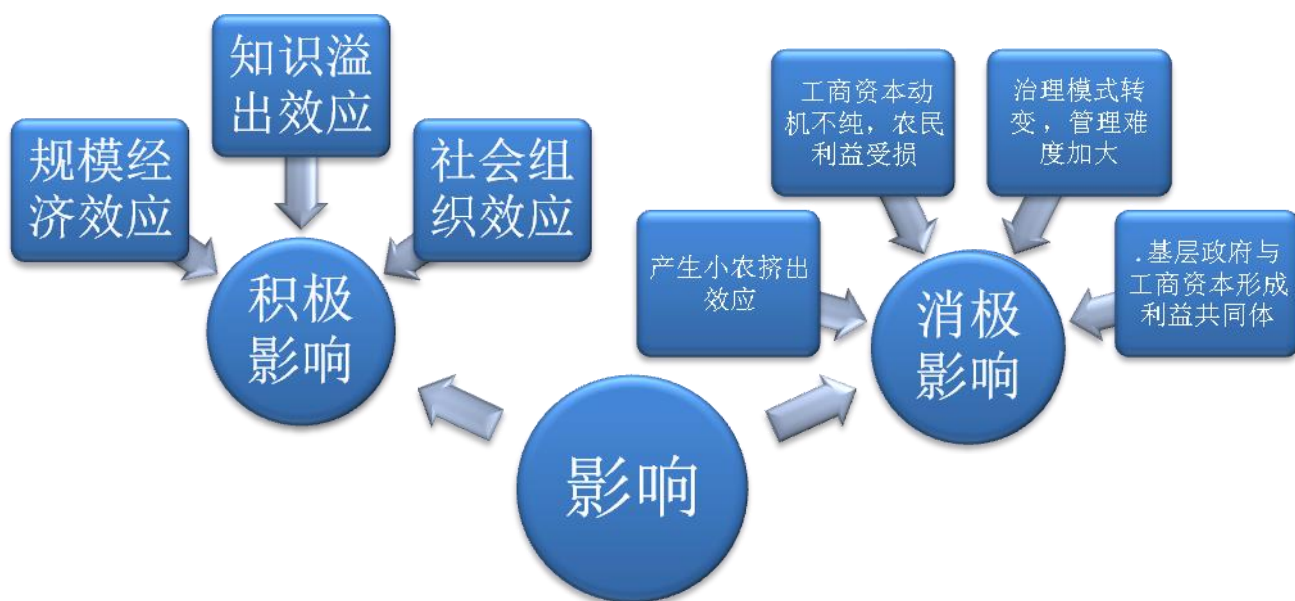 知识溢
出效应
规模经
济效应
社会组
织效应
积极
影响
工商资本动
机不纯，农民
利益受损
治理模式转
变，管理难
度加大
产生小农挤出
效应
.基层政府与
工商资本形成
利益共同体
消极
影响
影响